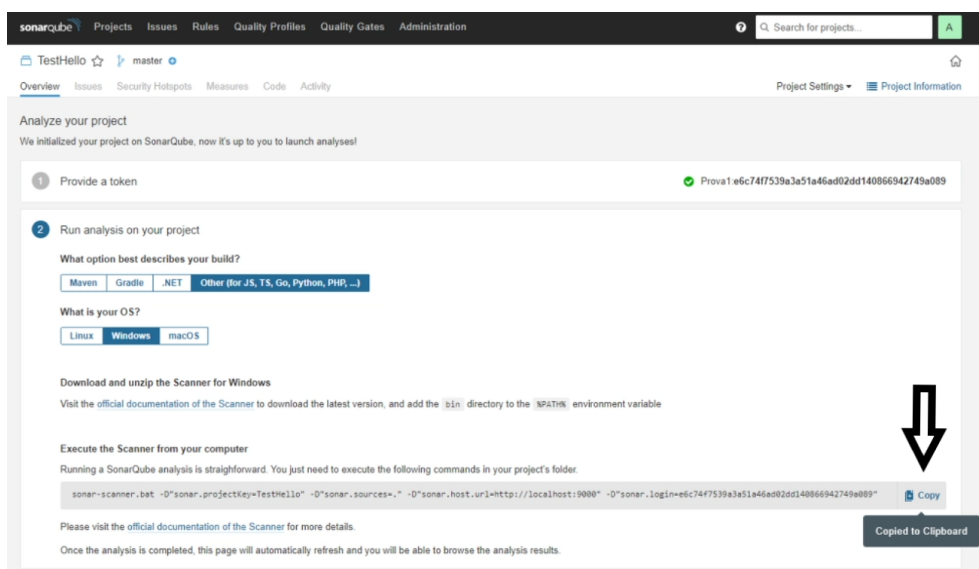 sonarqube Projects Issues Rules Quality Profiles Quality Gates Administration ? Search for projects... A
TestHello master
Overview Issues Security Hotspots Measures Code Activity Project Settings Project Information
Analyze your project
We initialized your project on SonarQube, now it's up to you to launch analyses!
1 Provide a token Prova1:e6c74f7539a3a51a46ad02dd140866942749a089
2 Run analysis on your project
What option best describes your build?
Maven Gradle .NET Other (for JS, TS, Go, Python, PHP, ...)
What is your OS?
Linux Windows macOS
Download and unzip the Scanner for Windows
Visit the official documentation of the Scanner to download the latest version, and add the bin directory to the %PATH% environment variable
Execute the Scanner from your computer
Running a SonarQube analysis is straighforward. You just need to execute the following commands in your project's folder.
sonar-scanner.bat -D"sonar.projectKey=TestHello" -D"sonar.sources=." -D"sonar.host.url=http://localhost:9000" -D"sonar.login=e6c74f7539a3a51a46ad02dd140866942749a089" Copy
Please visit the official documentation of the Scanner for more details.
Copied to Clipboard
Once the analysis is completed, this page will automatically refresh and you will be able to browse the analysis results.